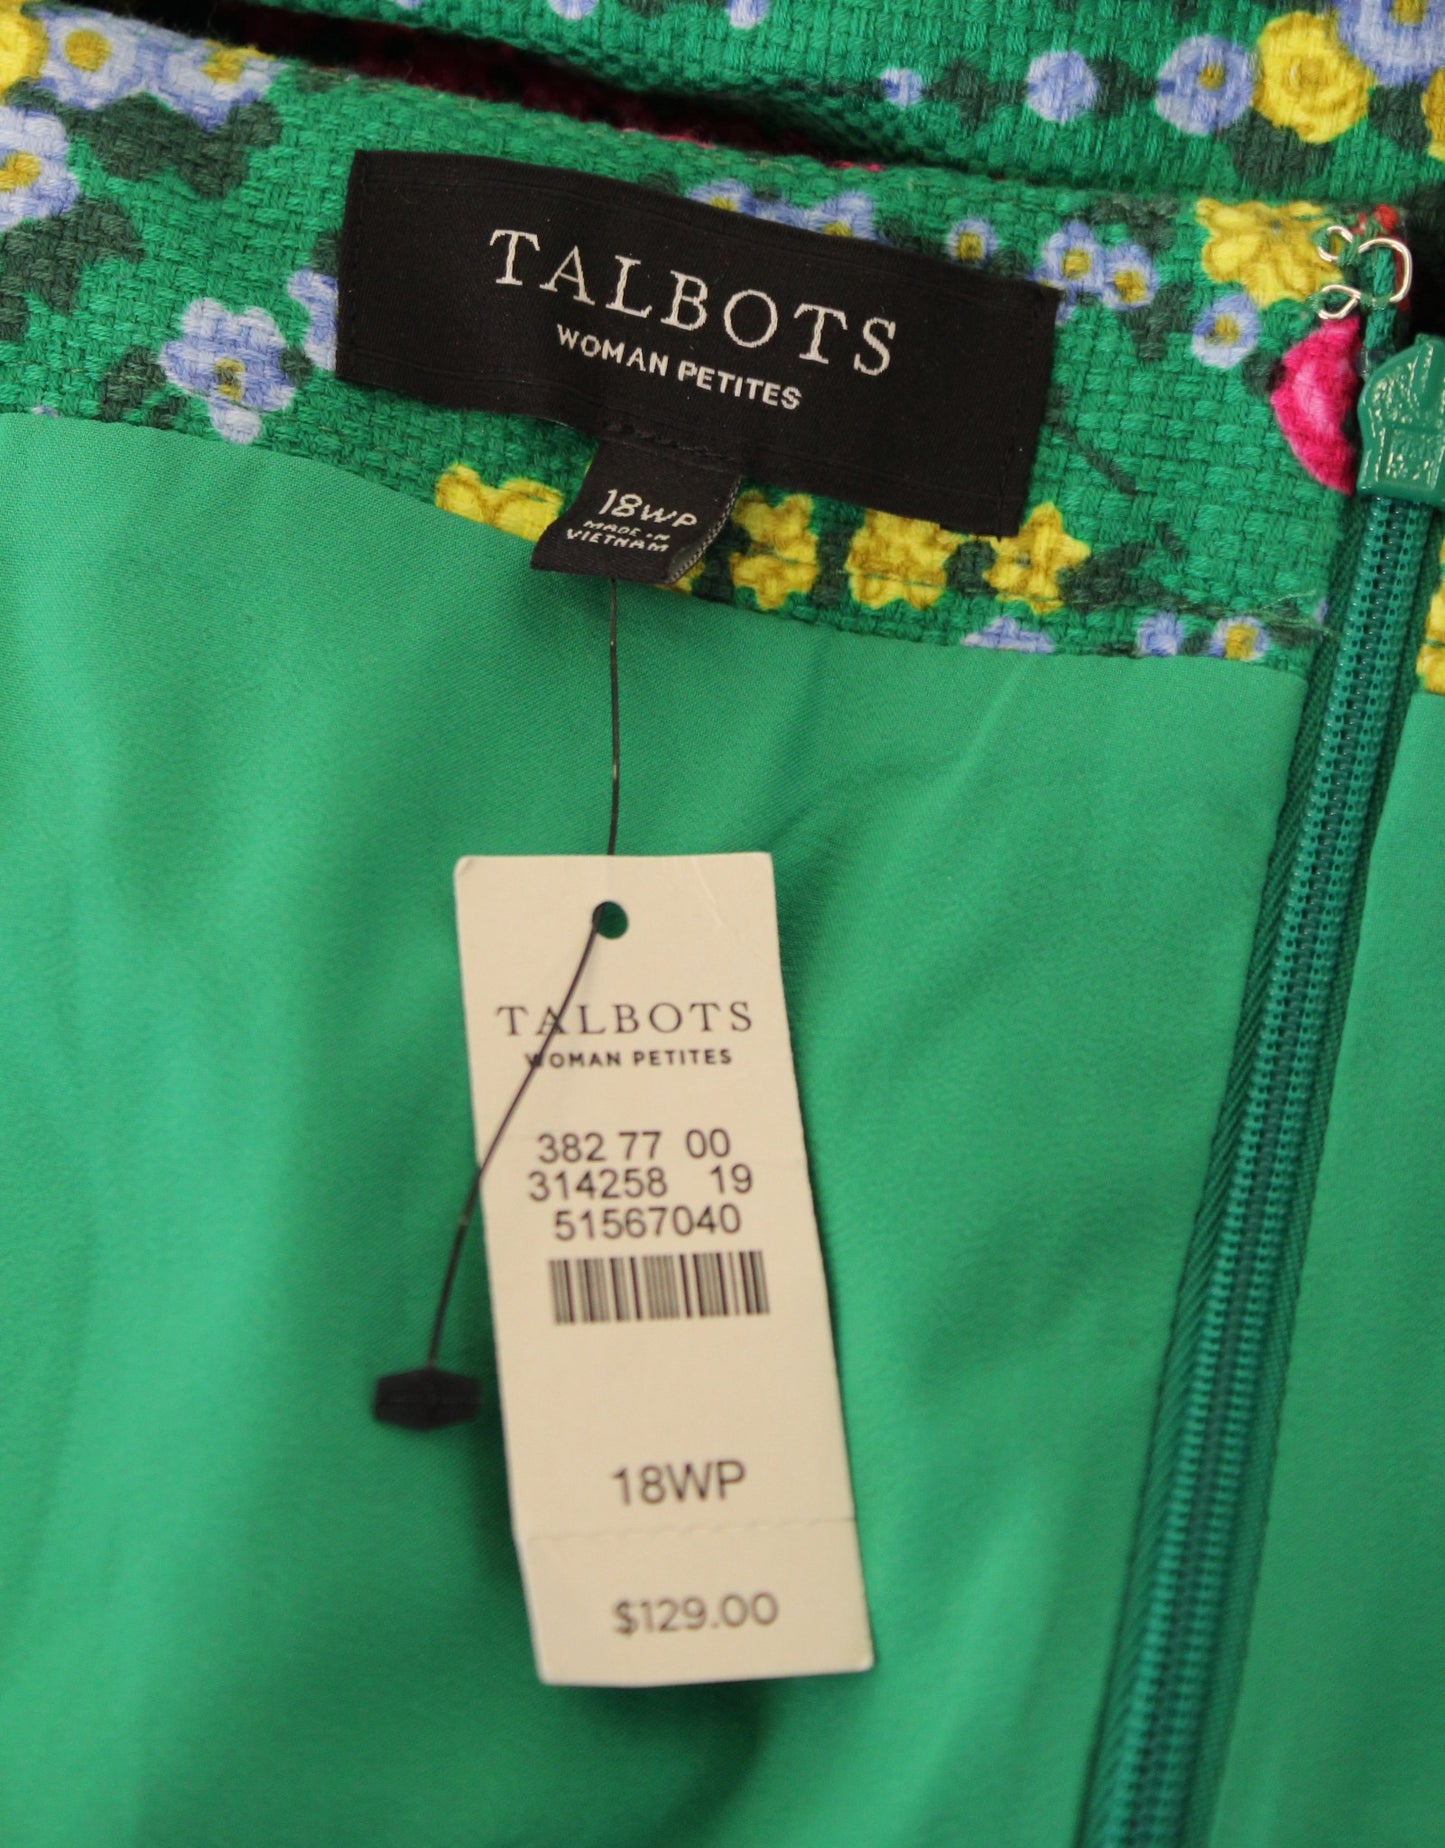 TALBOTS
WOMAN PETITES
18WP
MADE IN
VIETNAM
TALBOTS
WOMAN PETITES
382 77 00
314258 19
51567040
18WP
$129.00